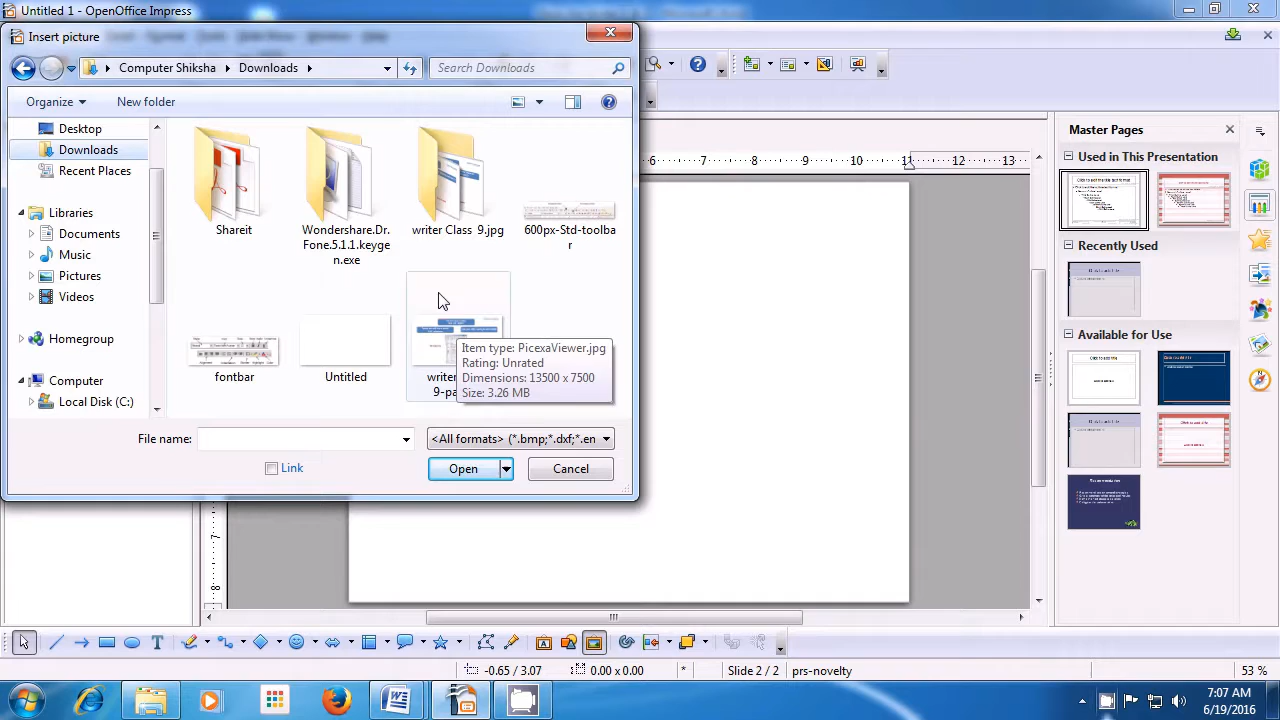 Untitled 1 - OpenOffice Impress
Insert picture
Computer Shiksha
Downloads
Search Downloads
Organize
New folder
Desktop
Downloads
Recent Places
Libraries
Documents
Music
Pictures
Videos
Homegroup
Computer
Local Disk (C:)
Shareit
Wondershare.Dr.
Fone.5.1.1.keyge
n.exe
writer Class 9.jpg
600px-Std-toolba
r
fontbar
Untitled
Item type: PicexaViewer.jpg
Rating: Unrated
Dimensions: 13500 x 7500
Size: 3.26 MB
File name:
<All formats> (*.bmp;*.dxf;*.en
Link
Open
Cancel
6 7 8 9 10 11 12 13
7
8
Master Pages
Used in This Presentation
Recently Used
Available for Use
-0.65 / 3.07
0.00 x 0.00
*
Slide 2 / 2
prs-novelty
53 %
7:07 AM
6/19/2016